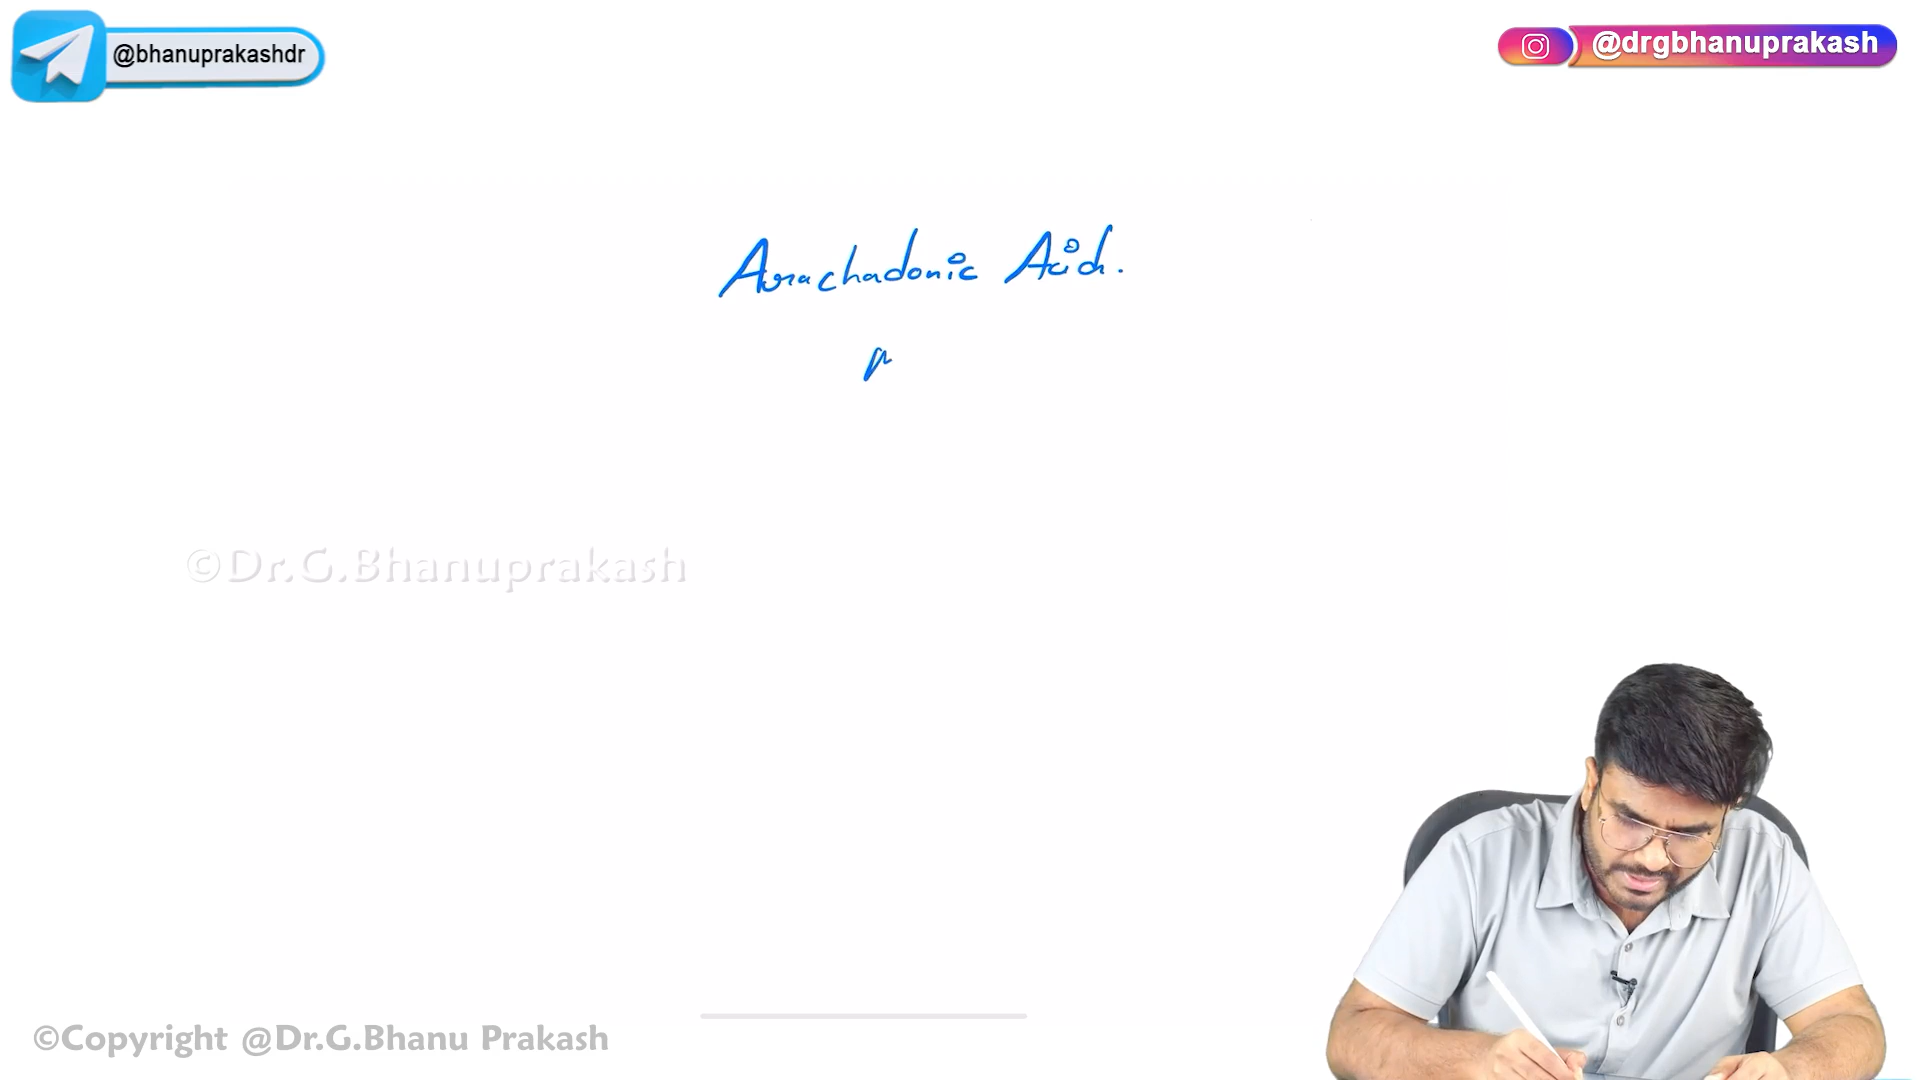 @bhanuprakashdr
@drgbhanuprakash
Arachadonic Acid.
©Dr.G.Bhanuprakash
©Copyright @Dr.G.Bhanu Prakash